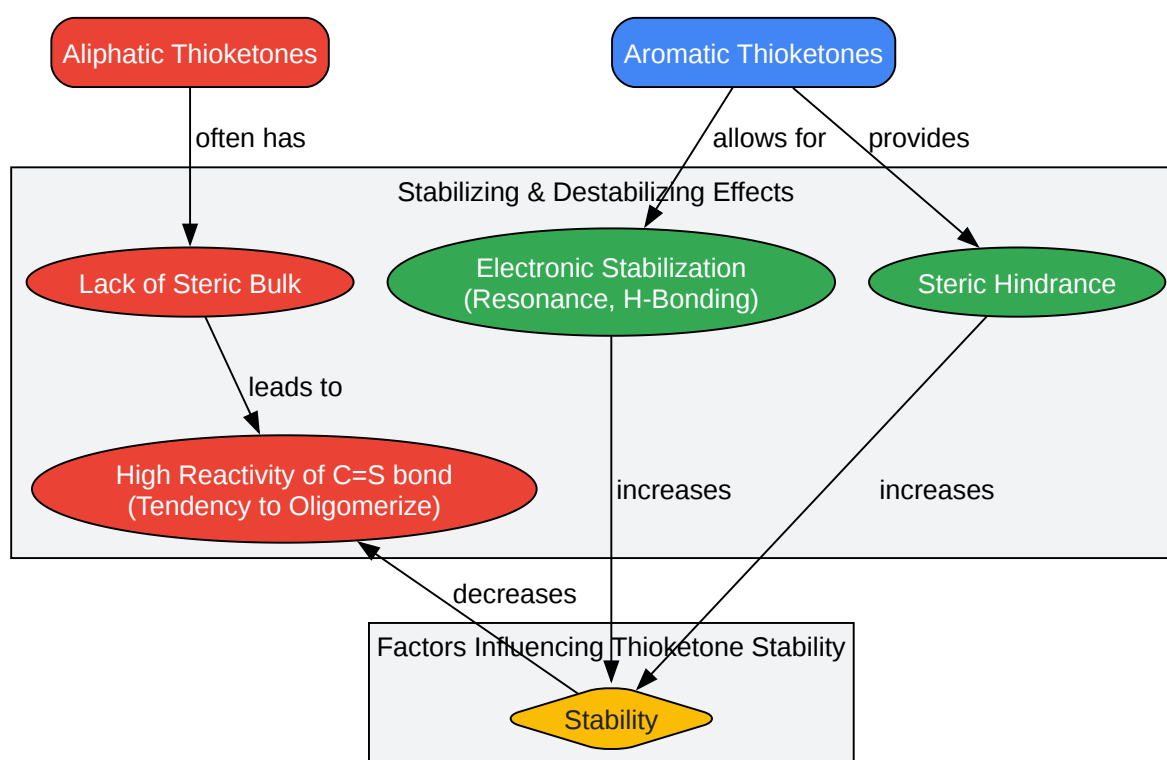 Aliphatic Thioketones
Aromatic Thioketones
often has
allows for
provides
Stabilizing & Destabilizing Effects
Lack of Steric Bulk
Electronic Stabilization
(Resonance, H-Bonding)
Steric Hindrance
leads to
High Reactivity of C=S bond
(Tendency to Oligomerize)
increases
increases
decreases
Factors Influencing Thioketone Stability
Stability